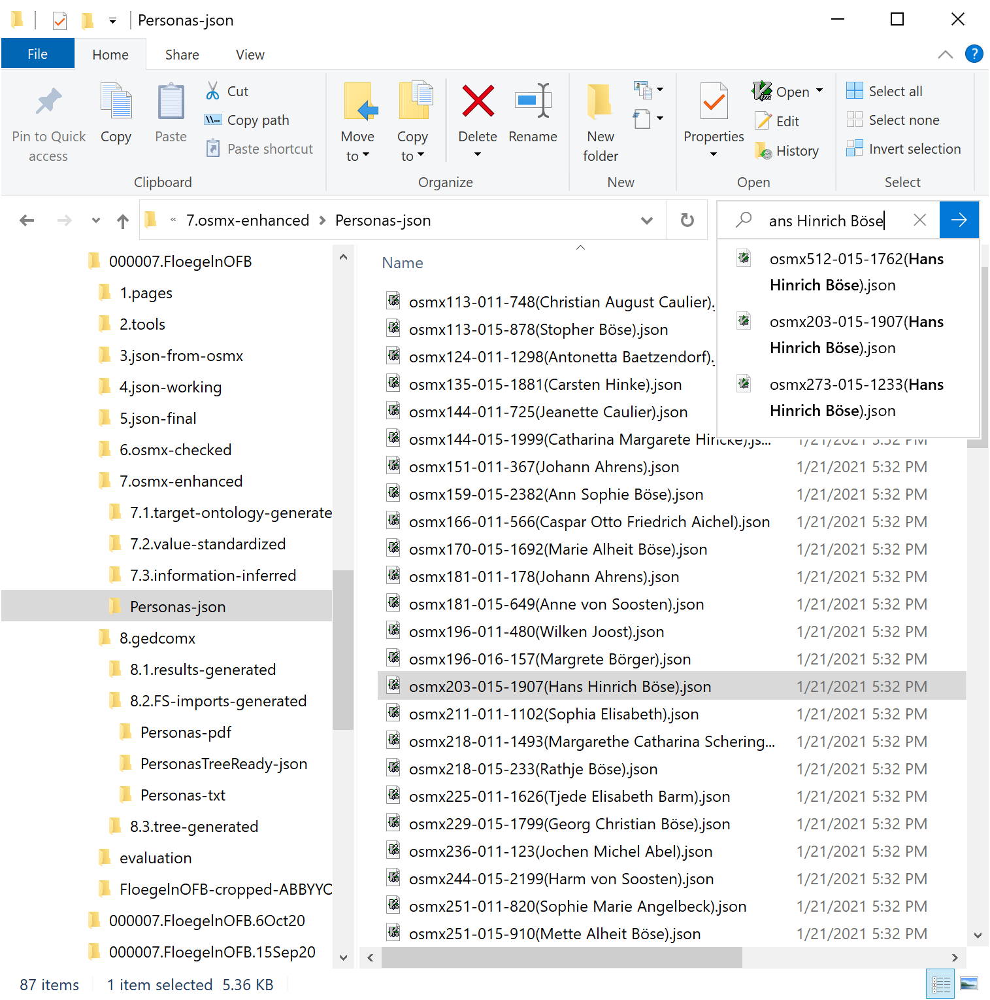 Personas-json
File
Home
Share
View
?
Pin to Quick
access
Copy
Paste
Cut
Copy path
Paste shortcut
Clipboard
Move
to
Copy
to
Delete
Rename
Organize
New
folder
New
Properties
Open
Edit
History
Open
Select all
Select none
Invert selection
Select
« 7.osmx-enhanced > Personas-json
ans Hinrich Böse
osmx512-015-1762(Hans
Hinrich Böse).json
osmx203-015-1907(Hans
Hinrich Böse).json
osmx273-015-1233(Hans
Hinrich Böse).json
000007.FloegelnOFB
1.pages
2.tools
3.json-from-osmx
4.json-working
5.json-final
6.osmx-checked
7.osmx-enhanced
7.1.target-ontology-generate
7.2.value-standardized
7.3.information-inferred
Personas-json
8.gedcomx
8.1.results-generated
8.2.FS-imports-generated
Personas-pdf
PersonasTreeReady-json
Personas-txt
8.3.tree-generated
evaluation
FloegelnOFB-cropped-ABBYYC
000007.FloegelnOFB.6Oct20
000007.FloegelnOFB.15Sep20
Name
osmx113-011-748(Christian August Caulier).
osmx113-015-878(Stopher Böse).json
osmx124-011-1298(Antonetta Baetzendorf).
osmx135-015-1881(Carsten Hinke).json
osmx144-011-725(Jeanette Caulier).json
osmx144-015-1999(Catharina Margarete Hincke).js... 1/21/2021 5:32 PM
osmx151-011-367(Johann Ahrens).json 1/21/2021 5:32 PM
osmx159-015-2382(Ann Sophie Böse).json 1/21/2021 5:32 PM
osmx166-011-566(Caspar Otto Friedrich Aichel).json 1/21/2021 5:32 PM
osmx170-015-1692(Marie Alheit Böse).json 1/21/2021 5:32 PM
osmx181-011-178(Johann Ahrens).json 1/21/2021 5:32 PM
osmx181-015-649(Anne von Soosten).json 1/21/2021 5:32 PM
osmx196-011-480(Wilken Joost).json 1/21/2021 5:32 PM
osmx196-016-157(Margrete Börger).json 1/21/2021 5:32 PM
osmx203-015-1907(Hans Hinrich Böse).json 1/21/2021 5:32 PM
osmx211-011-1102(Sophia Elisabeth).json 1/21/2021 5:32 PM
osmx218-011-1493(Margarethe Catharina Schering... 1/21/2021 5:32 PM
osmx218-015-233(Rathje Böse).json 1/21/2021 5:32 PM
osmx225-011-1626(Tjede Elisabeth Barm).json 1/21/2021 5:32 PM
osmx229-015-1799(Georg Christian Böse).json 1/21/2021 5:32 PM
osmx236-011-123(Jochen Michel Abel).json 1/21/2021 5:32 PM
osmx244-015-2199(Harm von Soosten).json 1/21/2021 5:32 PM
osmx251-011-820(Sophie Marie Angelbeck).json 1/21/2021 5:32 PM
osmx251-015-910(Mette Alheit Böse).json 1/21/2021 5:32 PM
87 items
1 item selected 5.36 KB